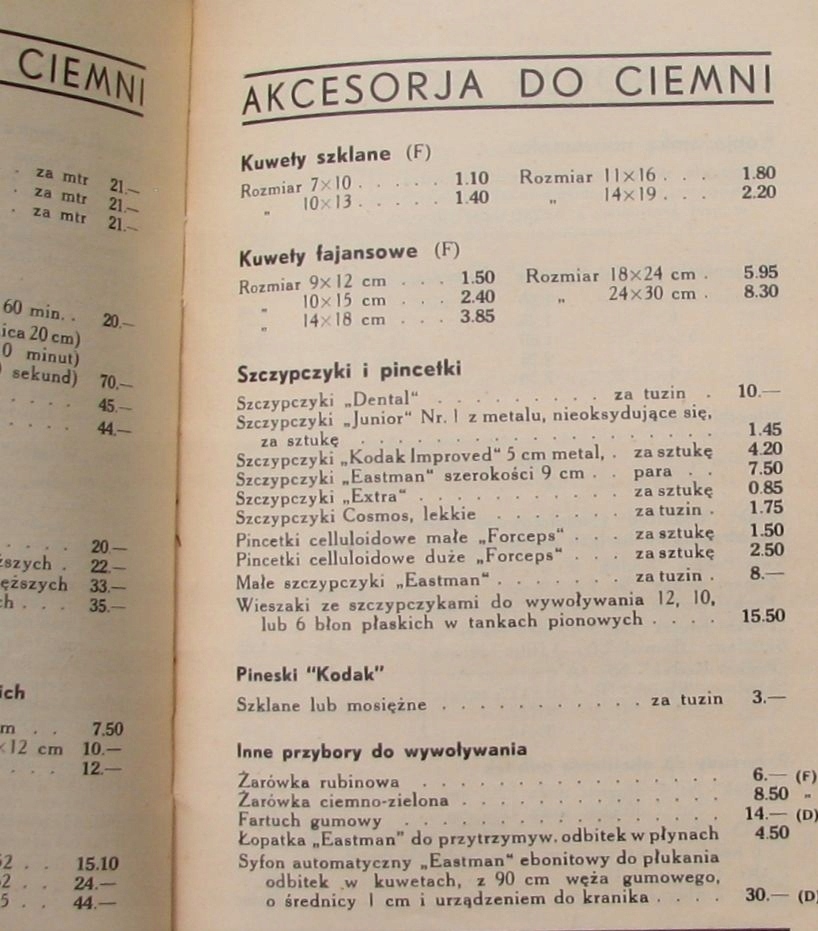 CIEMNI
za mtr 21.—
za mtr 21.—
za mtr 21.—
60 min. . 20.—
20 cm)
0 minut)
sekund) 70.—
45.—
44.—
20.—
22.—
33.—
35.—
7.50
12 cm 10.—
12.—
15.10
24.—
44.—
AKCESORJA DO CIEMNI
Kuwety szklane (F)
Rozmiar 7×10 . . . . . 1.10 Rozmiar 11×16 . . . 1.80
„ 10×13 . . . . . 1.40 „ 14×19 . . . 2.20
Kuwety fajansowe (F)
Rozmiar 9×12 cm . . . 1.50 Rozmiar 18×24 cm . 5.95
„ 10×15 cm . . . 2.40 „ 24×30 cm . 8.30
„ 14×18 cm . . . 3.85
Szczypczyki i pincetki
Szczypczyki „Dental“ . . . . . . . . . za tuzin . 10.—
Szczypczyki „Junior“ Nr. 1 z metalu, nieoksydujące się,
za sztukę . . . . . . . . . . . . . . . . . 1.45
Szczypczyki „Kodak Improved“ 5 cm metal, . za sztukę 4.20
Szczypczyki „Eastman“ szerokości 9 cm . . para . . 7.50
Szczypczyki „Extra“ . . . . . . . . . . . za sztukę 0.85
Szczypczyki Cosmos, lekkie . . . . . . . za tuzin . 1.75
Pincetki celluloidowe małe „Forceps“ . . . za sztukę 1.50
Pincetki celluloidowe duże „Forceps“ . . . za sztukę 2.50
Małe szczypczyki „Eastman“ . . . . . . . za tuzin . 8.—
Wieszaki ze szczypczykami do wywoływania 12, 10,
lub 6 błon płaskich w tankach pionowych . . . . 15.50
Pineski "Kodak"
Szklane lub mosiężne . . . . . . . . . . . za tuzin 3.—
Inne przybory do wywoływania
Żarówka rubinowa . . . . . . . . . . . . . . . 6.— (F)
Żarówka ciemno-zielona . . . . . . . . . . . . . 8.50 „
Fartuch gumowy . . . . . . . . . . . . . . . . 14.— (D)
Łopatka „Eastman" do przytrzymyw. odbitek w płynach 4.50
Syfon automatyczny „Eastman“ ebonitowy do płukania
odbitek w kuwetach, z 90 cm węża gumowego,
o średnicy 1 cm i urządzeniem do kranika . . . . 30.— (D)